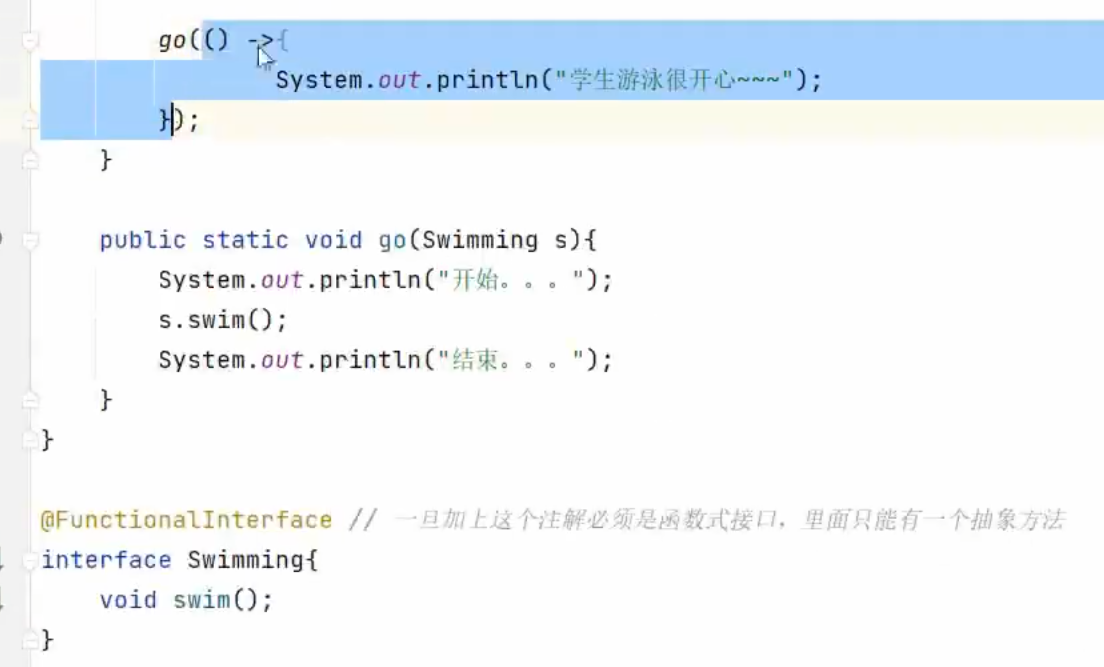 go(() ->{
System.out.println("学生游泳很开心~~~");
});
}
public static void go(Swimming s){
System.out.println("开始。。。");
s.swim();
System.out.println("结束。。。");
}
}
@FunctionalInterface // 一旦加上这个注解必须是函数式接口，里面只能有一个抽象方法
interface Swimming{
void swim();
}